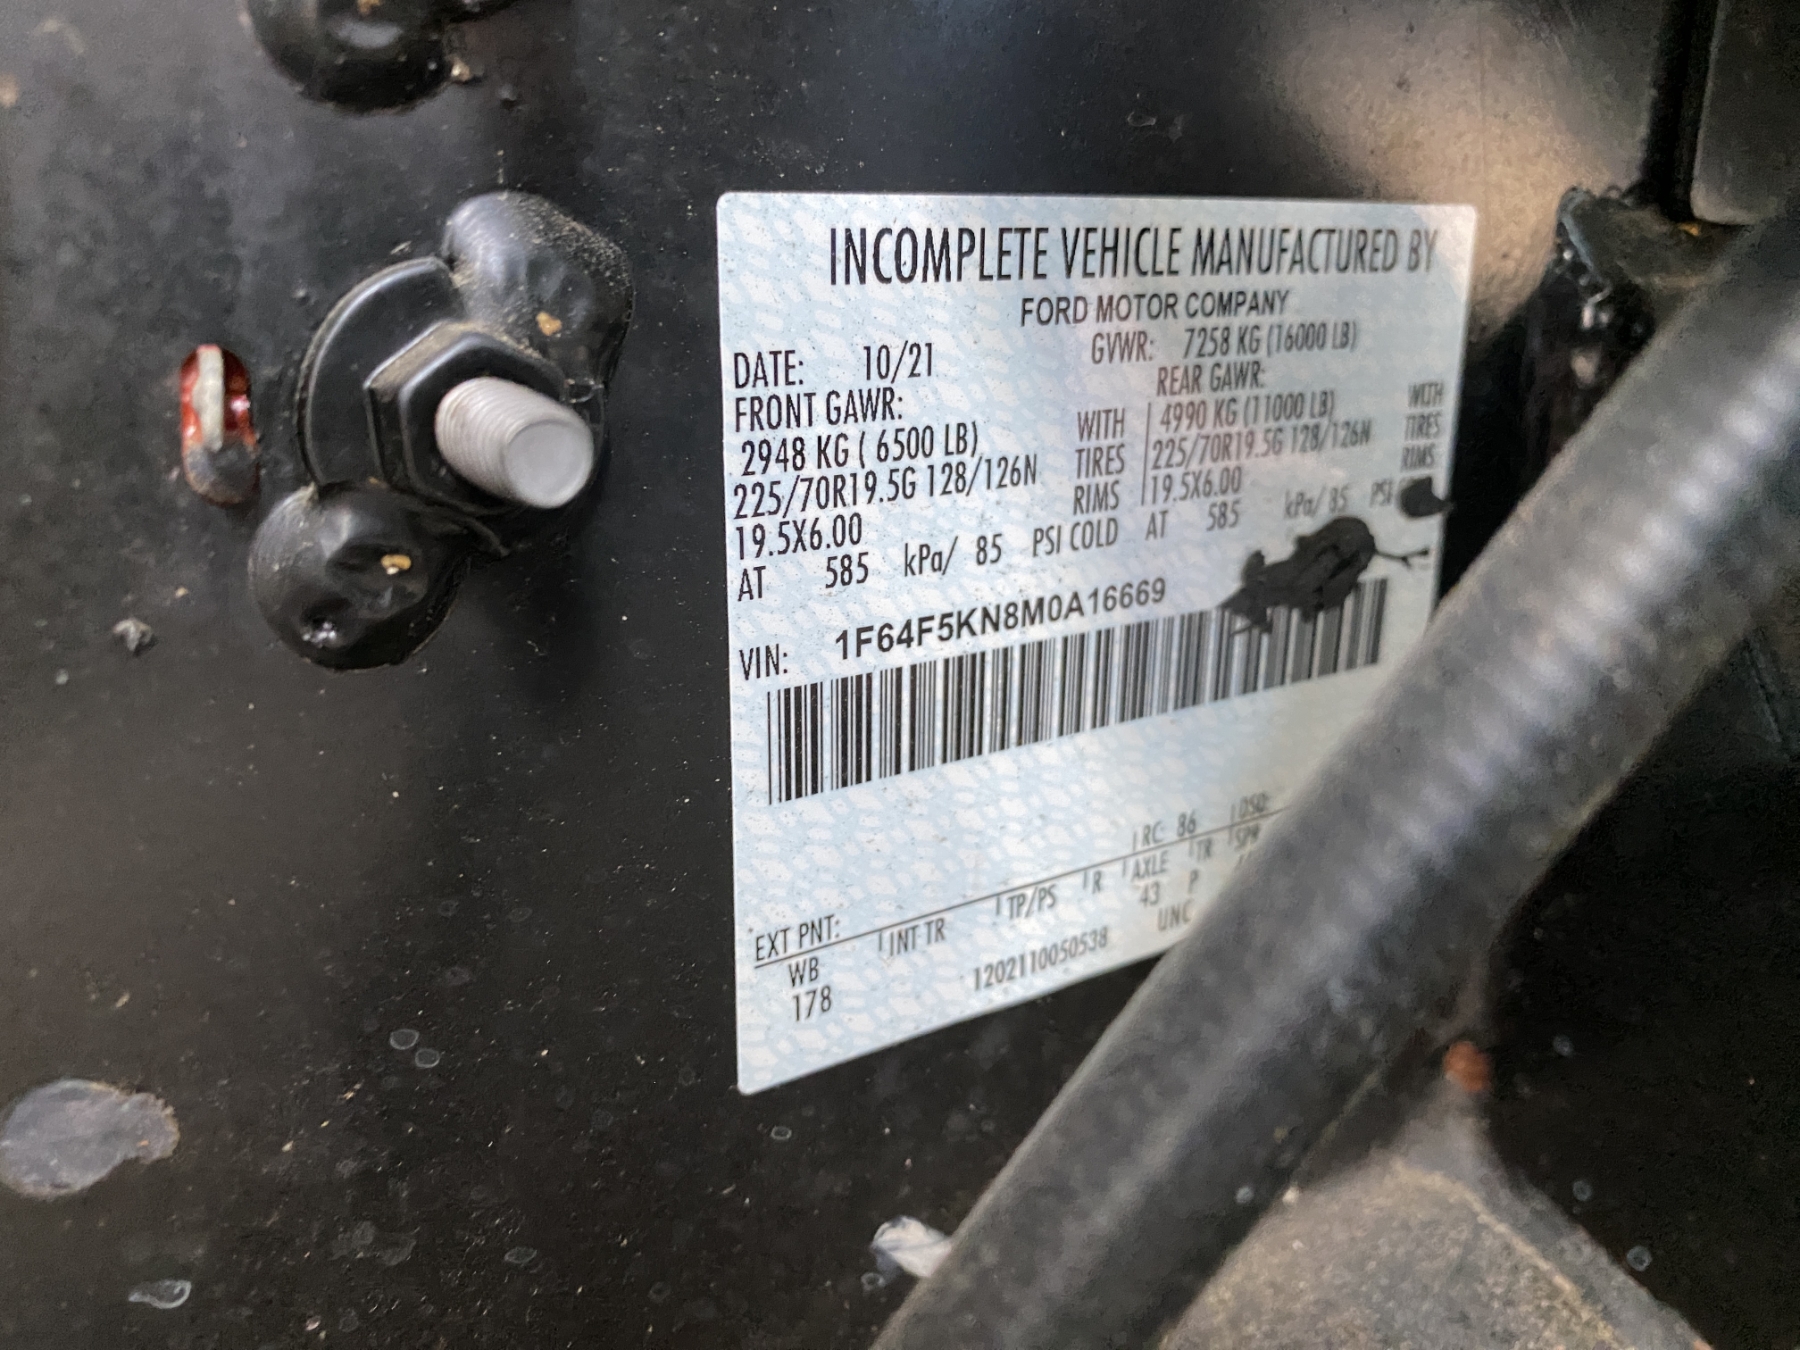 INCOMPLETE VEHICLE MANUFACTURED BY
FORD MOTOR COMPANY
DATE: 10/21 GVWR: 7258 KG (16000 LB)
FRONT GAWR: REAR GAWR:
2948 KG ( 6500 LB) WITH 4990 KG (11000 LB) WITH
225/70R19.5G 128/126N TIRES 225/70R19.5G 128/126N TIRES
19.5X6.00 RIMS 19.5X6.00 RIMS
AT 585 kPa/ 85 PSI COLD AT 585 kPa/ 85 PSI
VIN: 1F64F5KN8M0A16669
EXT PNT: RC: 86 DSO:
WB INT TR TP/PS R AXLE TR SPR
178 43 P
1202110050538 UNC